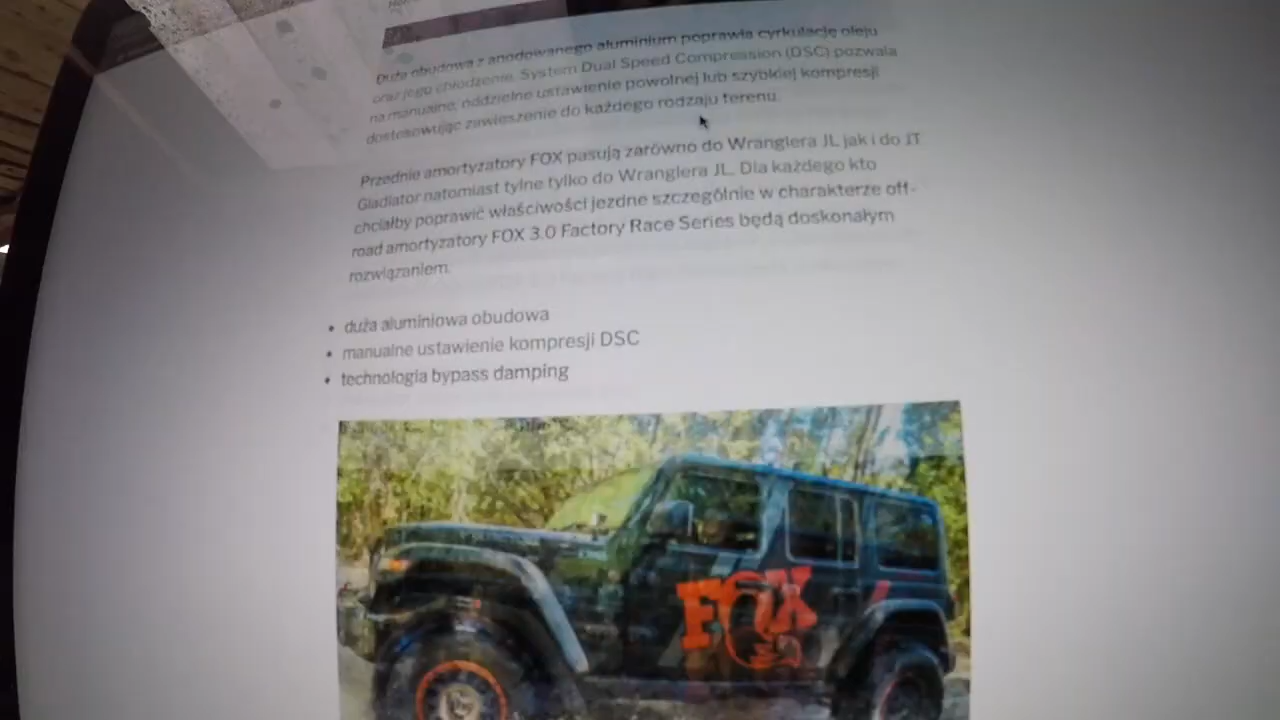 Duża obudowa z anodowanego aluminium poprawia cyrkulację oleju
oraz jego chłodzenie. System Dual Speed Compression (DSC) pozwala
na manualne, oddzielne ustawienie powolnej lub szybkiej kompresji
dostosowując zawieszenie do każdego rodzaju terenu.
Przednie amortyzatory FOX pasują zarówno do Wranglera JL jak i do JT
Gladiator natomiast tylne tylko do Wranglera JL. Dla każdego kto
chciałby poprawić właściwości jezdne szczególnie w charakterze off-
road amortyzatory FOX 3.0 Factory Race Series będą doskonałym
rozwiązaniem.
• duża aluminiowa obudowa
• manualne ustawienie kompresji DSC
• technologia bypass damping
FOX